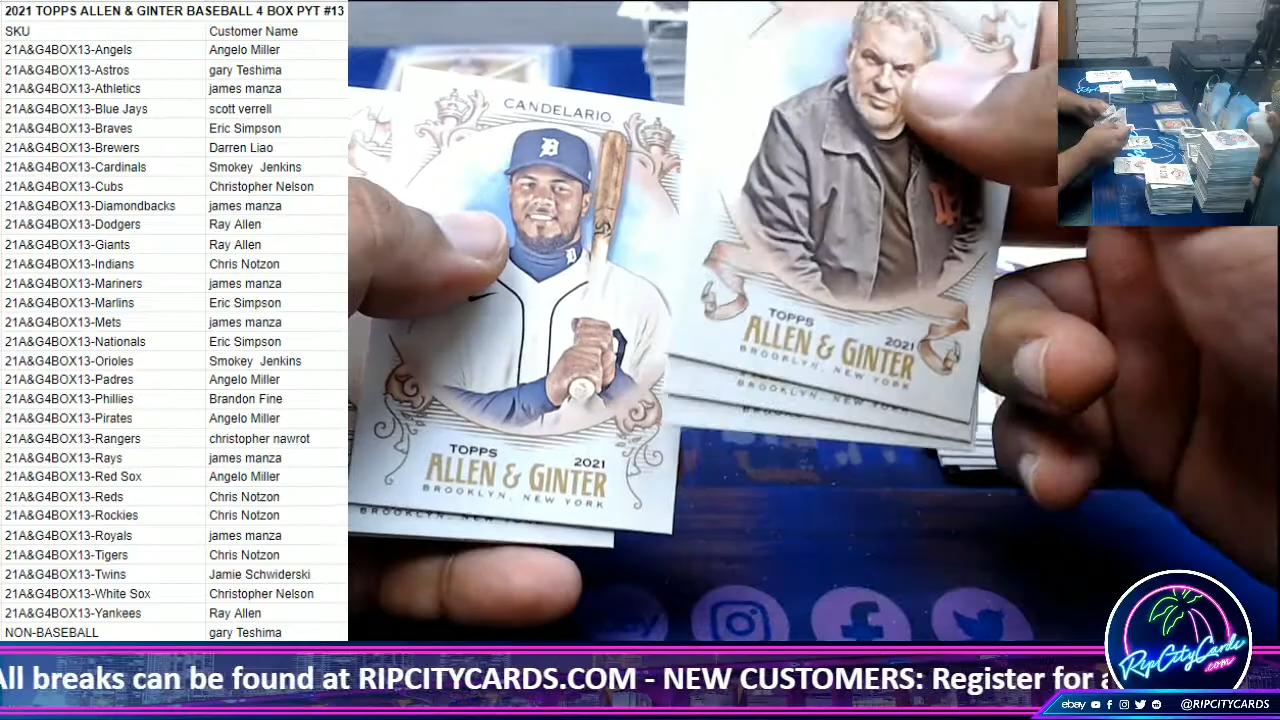 2021 TOPPS ALLEN & GINTER BASEBALL 4 BOX PYT #13
SKU Customer Name
21A&G4BOX13-Angels Angelo Miller
21A&G4BOX13-Astros gary Teshima
21A&G4BOX13-Athletics james manza
21A&G4BOX13-Blue Jays scott verrell
21A&G4BOX13-Braves Eric Simpson
21A&G4BOX13-Brewers Darren Liao
21A&G4BOX13-Cardinals Smokey Jenkins
21A&G4BOX13-Cubs Christopher Nelson
21A&G4BOX13-Diamondbacks james manza
21A&G4BOX13-Dodgers Ray Allen
21A&G4BOX13-Giants Ray Allen
21A&G4BOX13-Indians Chris Notzon
21A&G4BOX13-Mariners james manza
21A&G4BOX13-Marlins Eric Simpson
21A&G4BOX13-Mets james manza
21A&G4BOX13-Nationals Eric Simpson
21A&G4BOX13-Orioles Smokey Jenkins
21A&G4BOX13-Padres Angelo Miller
21A&G4BOX13-Phillies Brandon Fine
21A&G4BOX13-Pirates Angelo Miller
21A&G4BOX13-Rangers christopher nawrot
21A&G4BOX13-Rays james manza
21A&G4BOX13-Red Sox Angelo Miller
21A&G4BOX13-Reds Chris Notzon
21A&G4BOX13-Rockies Chris Notzon
21A&G4BOX13-Royals james manza
21A&G4BOX13-Tigers Chris Notzon
21A&G4BOX13-Twins Jamie Schwiderski
21A&G4BOX13-White Sox Christopher Nelson
21A&G4BOX13-Yankees Ray Allen
NON-BASEBALL gary Teshima
CANDELARIO
TOPPS 2021
ALLEN & GINTER
BROOKLYN, NEW YORK
BROOKLYN, NEW
TOPPS 2021
ALLEN & GINTER
BROOKLYN, NEW YORK
BROOKLYN, NEW YORK
All breaks can be found at RIPCITYCARDS.COM - NEW CUSTOMERS: Register for a
RipCityCards
.com
ebay @RIPCITYCARDS